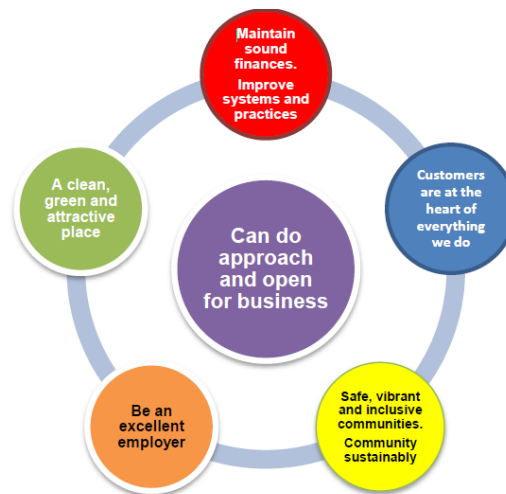 Maintain
sound
finances.
Improve
systems and
practices
Customers
are at the
heart of
everything
we do
Safe, vibrant
and inclusive
communities.
Community
sustainably
Be an
excellent
employer
A clean,
green and
attractive
place
Can do
approach
and open
for business